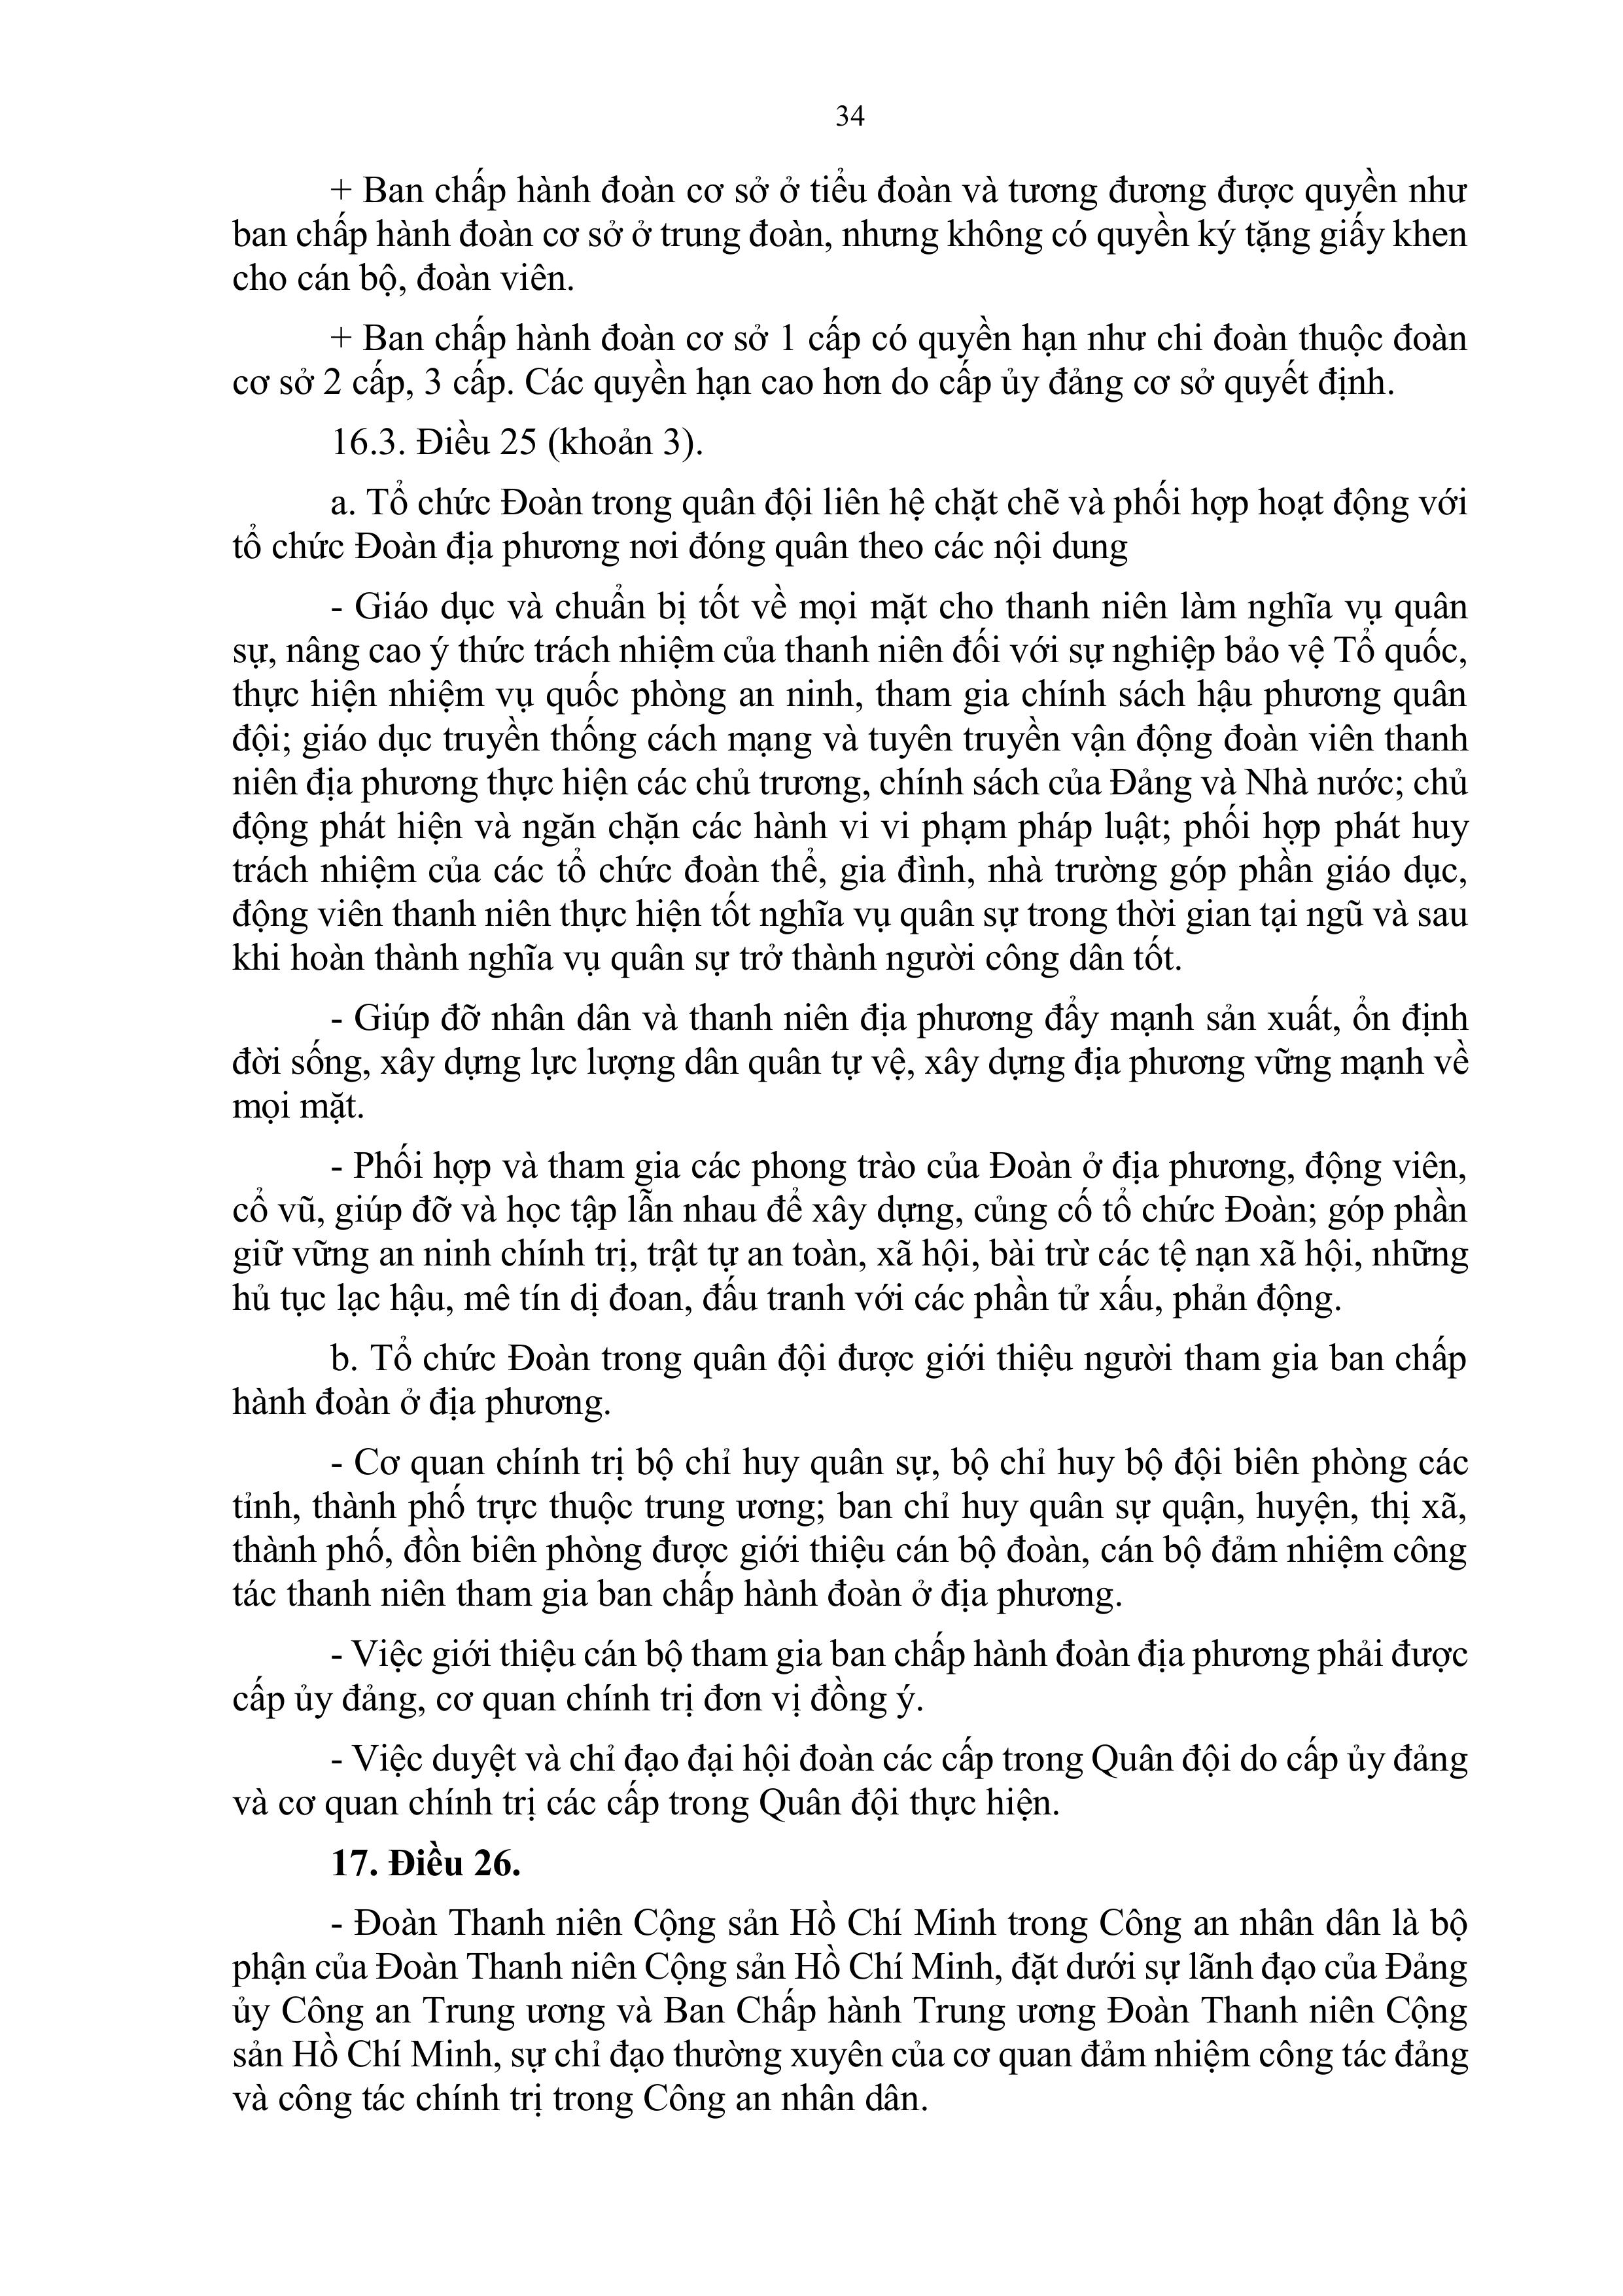 34
+ Ban chấp hành đoàn cơ sở ở tiểu đoàn và tương đương được quyền như
ban chấp hành đoàn cơ sở ở trung đoàn, nhưng không có quyền ký tặng giấy khen
cho cán bộ, đoàn viên.
+ Ban chấp hành đoàn cơ sở 1 cấp có quyền hạn như chi đoàn thuộc đoàn
cơ sở 2 cấp, 3 cấp. Các quyền hạn cao hơn do cấp ủy đảng cơ sở quyết định.
16.3. Điều 25 (khoản 3).
a. Tổ chức Đoàn trong quân đội liên hệ chặt chẽ và phối hợp hoạt động với
tổ chức Đoàn địa phương nơi đóng quân theo các nội dung
- Giáo dục và chuẩn bị tốt về mọi mặt cho thanh niên làm nghĩa vụ quân
sự, nâng cao ý thức trách nhiệm của thanh niên đối với sự nghiệp bảo vệ Tổ quốc,
thực hiện nhiệm vụ quốc phòng an ninh, tham gia chính sách hậu phương quân
đội; giáo dục truyền thống cách mạng và tuyên truyền vận động đoàn viên thanh
niên địa phương thực hiện các chủ trương, chính sách của Đảng và Nhà nước; chủ
động phát hiện và ngăn chặn các hành vi vi phạm pháp luật; phối hợp phát huy
trách nhiệm của các tổ chức đoàn thể, gia đình, nhà trường góp phần giáo dục,
động viên thanh niên thực hiện tốt nghĩa vụ quân sự trong thời gian tại ngũ và sau
khi hoàn thành nghĩa vụ quân sự trở thành người công dân tốt.
- Giúp đỡ nhân dân và thanh niên địa phương đẩy mạnh sản xuất, ổn định
đời sống, xây dựng lực lượng dân quân tự vệ, xây dựng địa phương vững mạnh về
mọi mặt.
- Phối hợp và tham gia các phong trào của Đoàn ở địa phương, động viên,
cổ vũ, giúp đỡ và học tập lẫn nhau để xây dựng, củng cố tổ chức Đoàn; góp phần
giữ vững an ninh chính trị, trật tự an toàn, xã hội, bài trừ các tệ nạn xã hội, những
hủ tục lạc hậu, mê tín dị đoan, đấu tranh với các phần tử xấu, phản động.
b. Tổ chức Đoàn trong quân đội được giới thiệu người tham gia ban chấp
hành đoàn ở địa phương.
- Cơ quan chính trị bộ chỉ huy quân sự, bộ chỉ huy bộ đội biên phòng các
tỉnh, thành phố trực thuộc trung ương; ban chỉ huy quân sự quận, huyện, thị xã,
thành phố, đồn biên phòng được giới thiệu cán bộ đoàn, cán bộ đảm nhiệm công
tác thanh niên tham gia ban chấp hành đoàn ở địa phương.
- Việc giới thiệu cán bộ tham gia ban chấp hành đoàn địa phương phải được
cấp ủy đảng, cơ quan chính trị đơn vị đồng ý.
- Việc duyệt và chỉ đạo đại hội đoàn các cấp trong Quân đội do cấp ủy đảng
và cơ quan chính trị các cấp trong Quân đội thực hiện.
17. Điều 26.
- Đoàn Thanh niên Cộng sản Hồ Chí Minh trong Công an nhân dân là bộ
phận của Đoàn Thanh niên Cộng sản Hồ Chí Minh, đặt dưới sự lãnh đạo của Đảng
ủy Công an Trung ương và Ban Chấp hành Trung ương Đoàn Thanh niên Cộng
sản Hồ Chí Minh, sự chỉ đạo thường xuyên của cơ quan đảm nhiệm công tác đảng
và công tác chính trị trong Công an nhân dân.